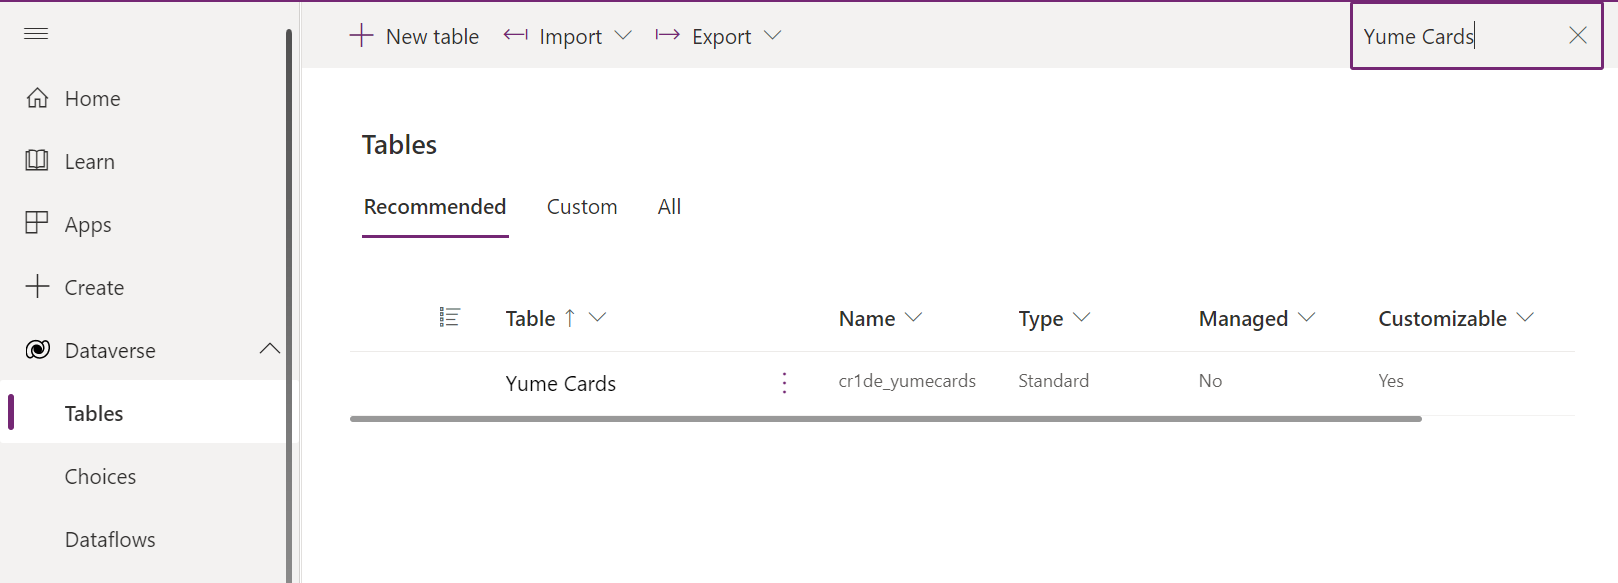 New table Import Export Yume Cards
Home
Learn
Apps
Create
Dataverse
Tables
Choices
Dataflows
Tables
Recommended Custom All
Table Name Type Managed Customizable
Yume Cards cr1de_yumecards Standard No Yes